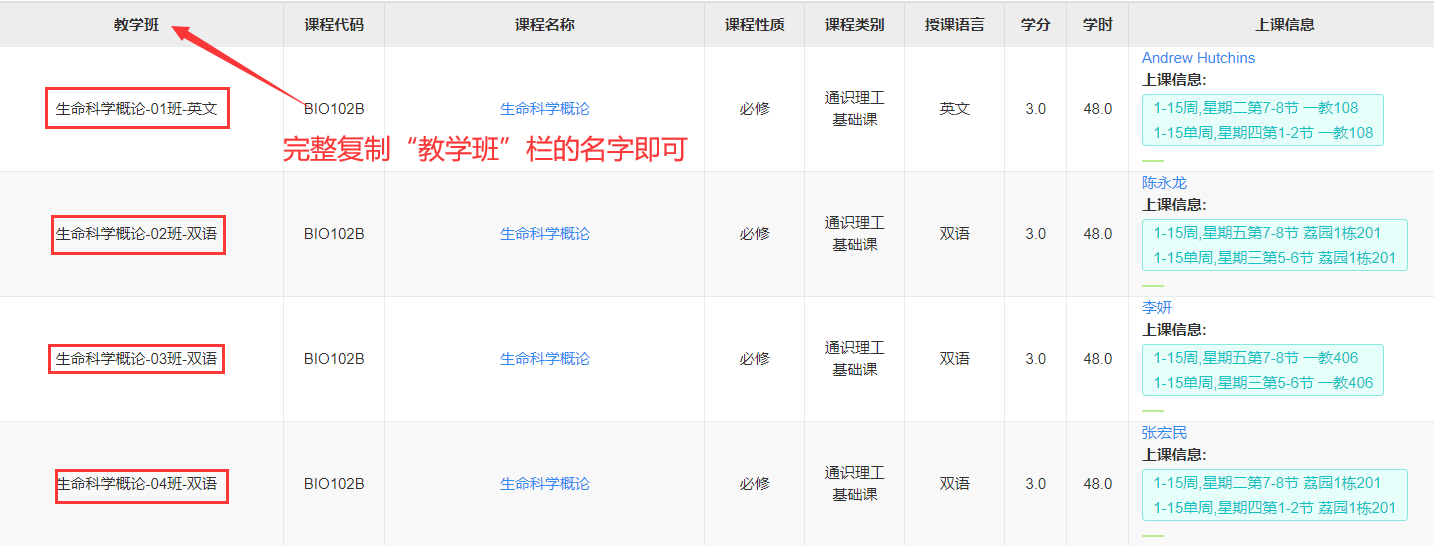 教学班 课程代码 课程名称 课程性质 课程类别 授课语言 学分 学时 上课信息
Andrew Hutchins
上课信息:
生命科学概论-01班-英文 BIO102B 生命科学概论 必修 通识理工 英文 3.0 48.0 1-15周,星期二第7-8节 一教108
基础课 1-15单周,星期四第1-2节 一教108
完整复制“教学班”栏的名字即可
陈永龙
上课信息:
生命科学概论-02班-双语 BIO102B 生命科学概论 必修 通识理工 双语 3.0 48.0 1-15周,星期五第7-8节 荔园1栋201
基础课 1-15单周,星期三第5-6节 荔园1栋201
李妍
上课信息:
生命科学概论-03班-双语 BIO102B 生命科学概论 必修 通识理工 双语 3.0 48.0 1-15周,星期五第7-8节 一教406
基础课 1-15单周,星期三第5-6节 一教406
张宏民
上课信息:
生命科学概论-04班-双语 BIO102B 生命科学概论 必修 通识理工 双语 3.0 48.0 1-15周,星期二第7-8节 荔园1栋201
基础课 1-15单周,星期四第1-2节 荔园1栋201